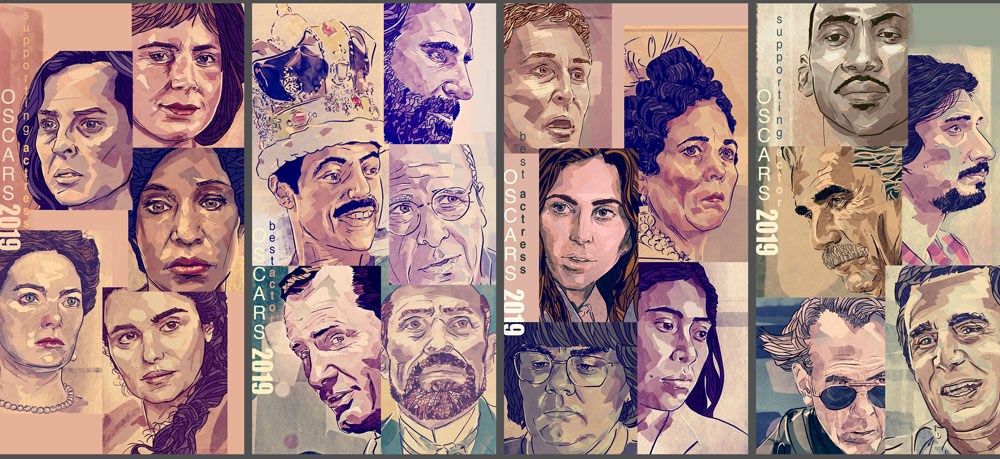 supporting actress
OSCARS 2019
best actor
OSCARS 2019
best actress
OSCARS 2019
supporting actor
OSCARS 2019